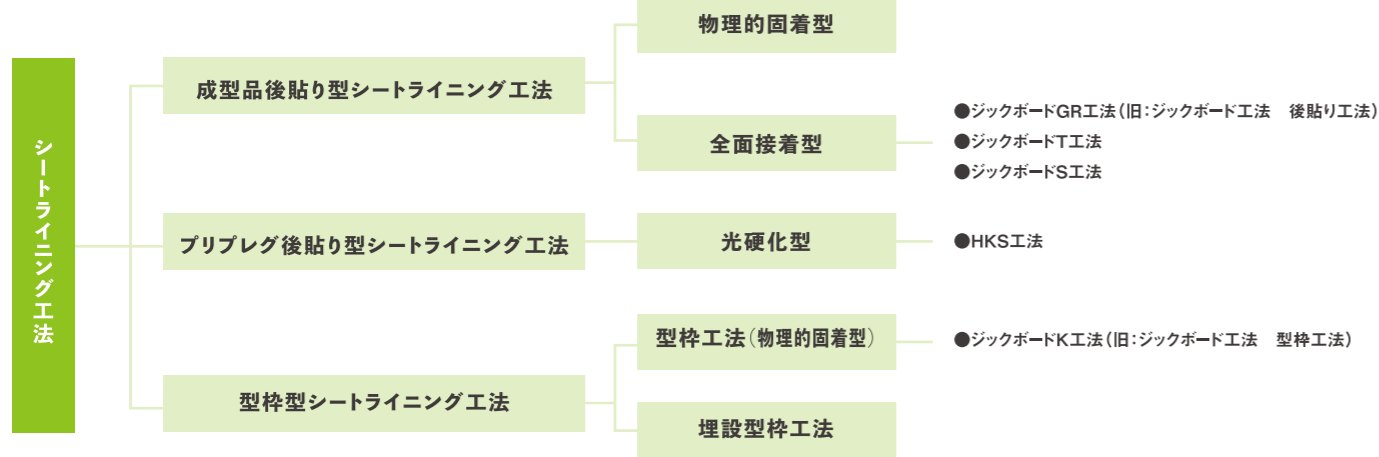 シートライニング工法
成型品後貼り型シートライニング工法
物理的固着型
全面接着型
●ジックボードGR工法(旧:ジックボード工法　後貼り工法)
●ジックボードT工法
●ジックボードS工法
プリプレグ後貼り型シートライニング工法
光硬化型
●HKS工法
型枠型シートライニング工法
型枠工法(物理的固着型)
●ジックボードK工法(旧:ジックボード工法　型枠工法)
埋設型枠工法